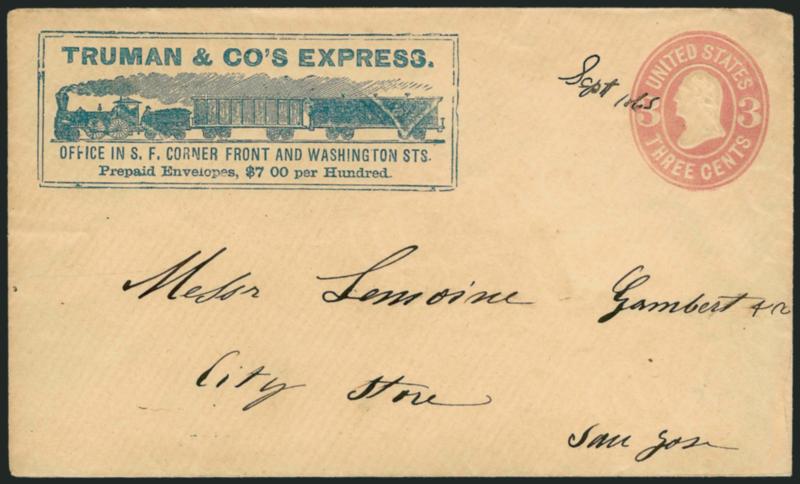 TRUMAN & CO'S EXPRESS.
OFFICE IN S. F. CORNER FRONT AND WASHINGTON STS.
Prepaid Envelopes, $7 00 per Hundred.
Sept
UNITED STATES
3 3
THREE CENTS
Messr Lemoine Gambert & Co
City Store
San Jose